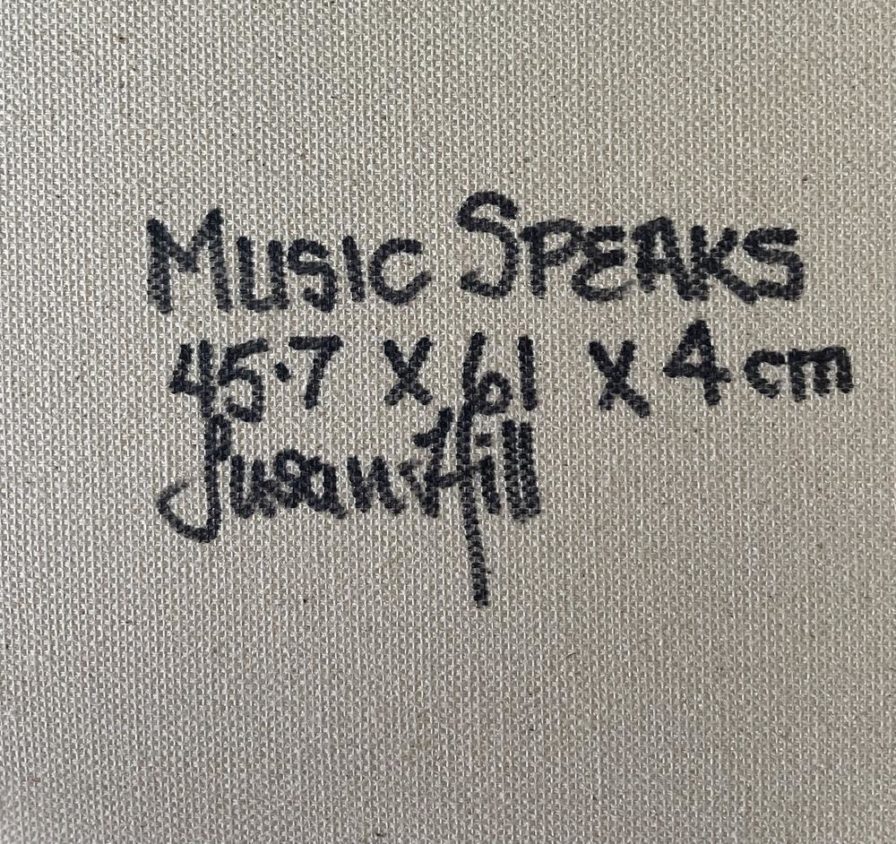 MUSIC SPEAKS
45.7 X 61 X 4 cm
Susan Hill